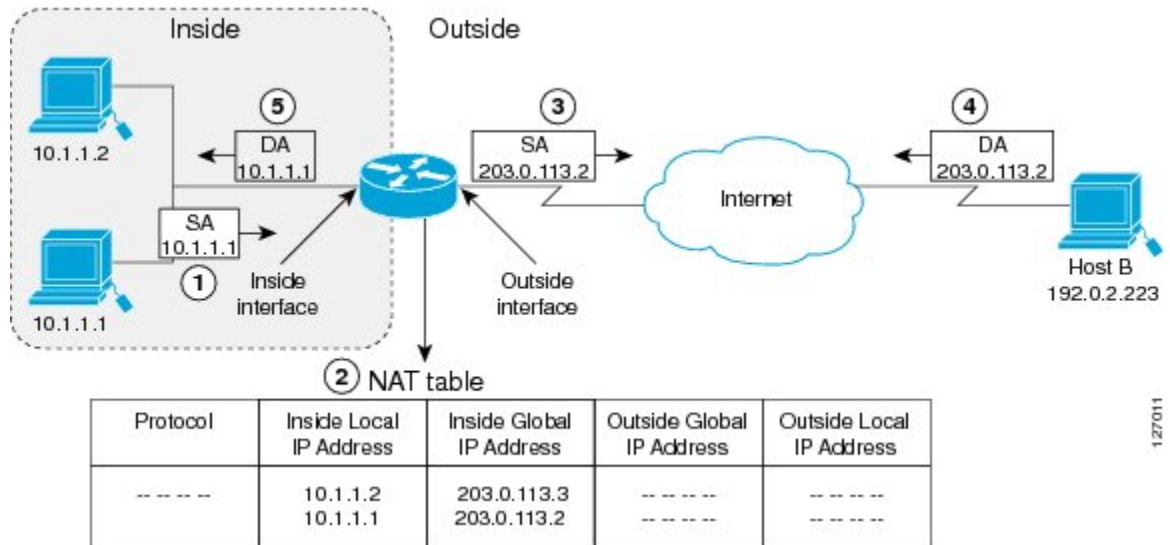 Inside
Outside
10.1.1.2
5
DA
10.1.1.1
3
SA
203.0.113.2
4
DA
203.0.113.2
Internet
SA
10.1.1.1
1
10.1.1.1
Inside
interface
Outside
interface
Host B
192.0.2.223
2 NAT table
Protocol
Inside Local
IP Address
Inside Global
IP Address
Outside Global
IP Address
Outside Local
IP Address
-- -- -- -- 10.1.1.2 203.0.113.3 -- -- -- -- -- -- -- --
10.1.1.1 203.0.113.2 -- -- -- -- -- -- -- --
127011